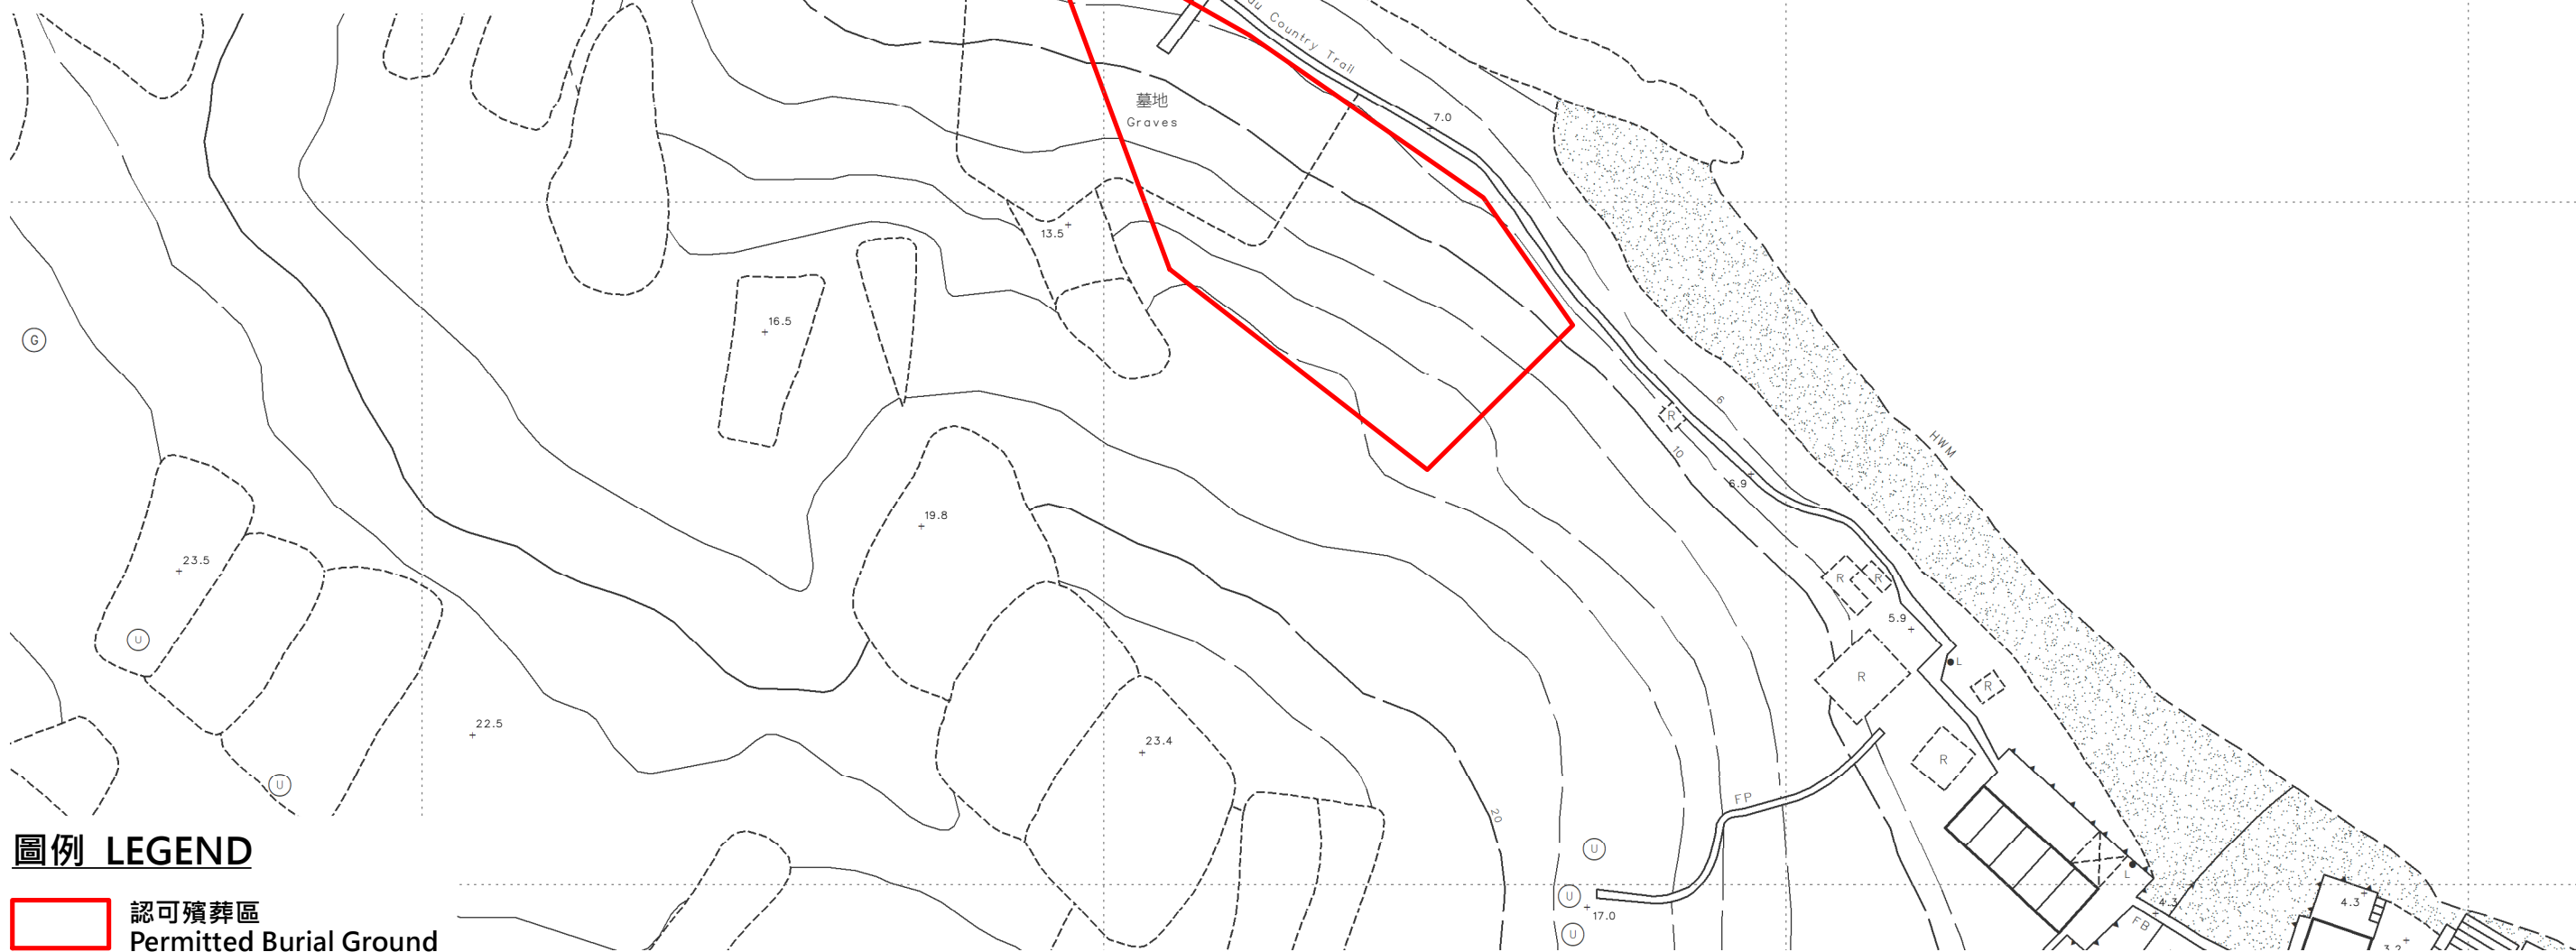 Country Trail
墓地
Graves
7.0
13.5
16.5
G
6
HWM
R
10
6.9
19.8
23.5
R
R
5.9
U
L
R
R
22.5
23.4
R
U
FP
20
圖例 LEGEND
U
L
認可殯葬區
Permitted Burial Ground
U
17.0
U
4.3
4.3
FB
3.2